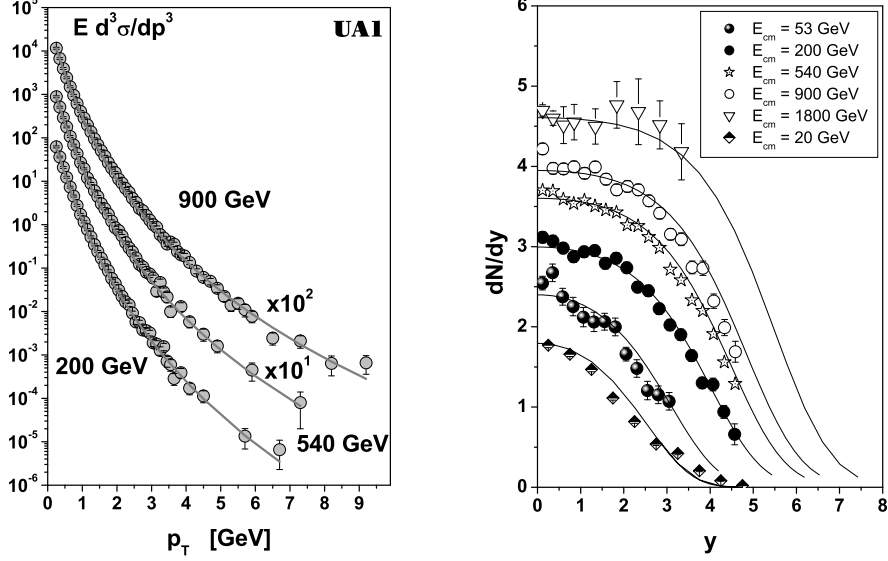 E d³σ/dp³
UA1
10⁵
10⁴
10³
10²
10¹
10⁰
10⁻¹
10⁻²
10⁻³
10⁻⁴
10⁻⁵
10⁻⁶
900 GeV
x10²
x10¹
200 GeV
540 GeV
0 1 2 3 4 5 6 7 8 9
p_T [GeV]
6
5
4
3
2
1
0
dN/dy
E_cm = 53 GeV
E_cm = 200 GeV
E_cm = 540 GeV
E_cm = 900 GeV
E_cm = 1800 GeV
E_cm = 20 GeV
0 1 2 3 4 5 6 7 8
y